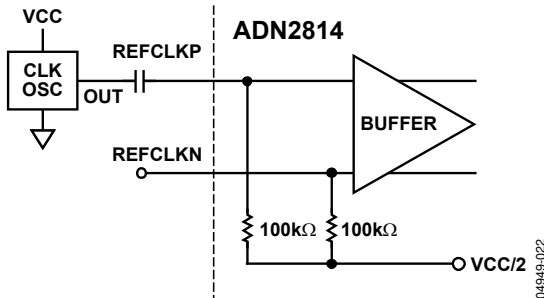 VCC
ADN2814
REFCLKP
CLK
OSC
OUT
BUFFER
REFCLKN
100kΩ
100kΩ
VCC/2
04949-022